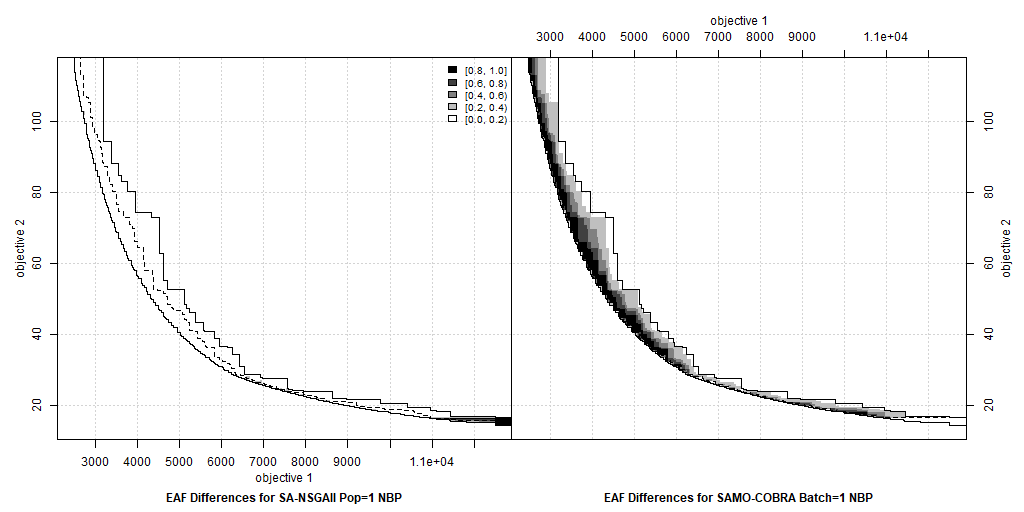 objective 1
3000 4000 5000 6000 7000 8000 9000 1.1e+04
[0.8, 1.0]
[0.6, 0.8)
[0.4, 0.6)
[0.2, 0.4)
[0.0, 0.2)
100
80
60
40
20
objective 2
100
80
60
40
20
objective 2
3000 4000 5000 6000 7000 8000 9000 1.1e+04
objective 1
EAF Differences for SA-NSGAII Pop=1 NBP
EAF Differences for SAMO-COBRA Batch=1 NBP